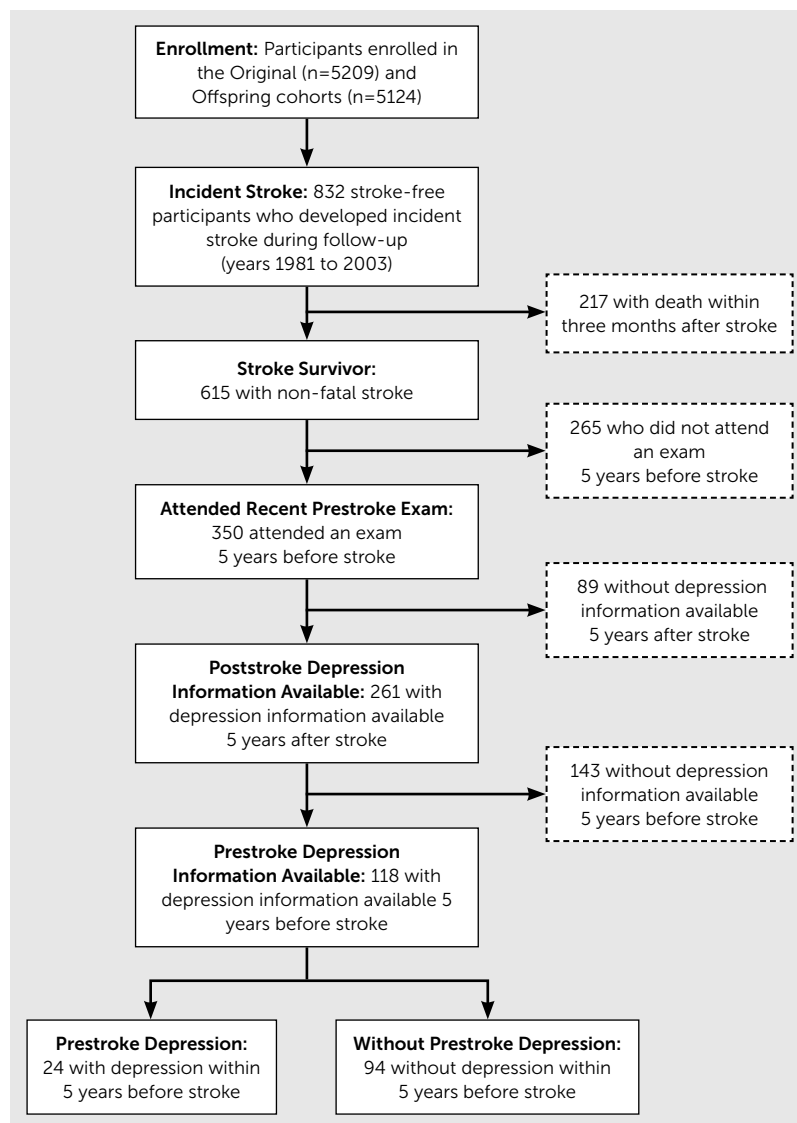 Enrollment: Participants enrolled in
the Original (n=5209) and
Offspring cohorts (n=5124)
Incident Stroke: 832 stroke-free
participants who developed incident
stroke during follow-up
(years 1981 to 2003)
217 with death within
three months after stroke
Stroke Survivor:
615 with non-fatal stroke
265 who did not attend
an exam
5 years before stroke
Attended Recent Prestroke Exam:
350 attended an exam
5 years before stroke
89 without depression
information available
5 years after stroke
Poststroke Depression
Information Available: 261 with
depression information available
5 years after stroke
143 without depression
information available
5 years before stroke
Prestroke Depression
Information Available: 118 with
depression information available 5
years before stroke
Prestroke Depression:
24 with depression within
5 years before stroke
Without Prestroke Depression:
94 without depression within
5 years before stroke